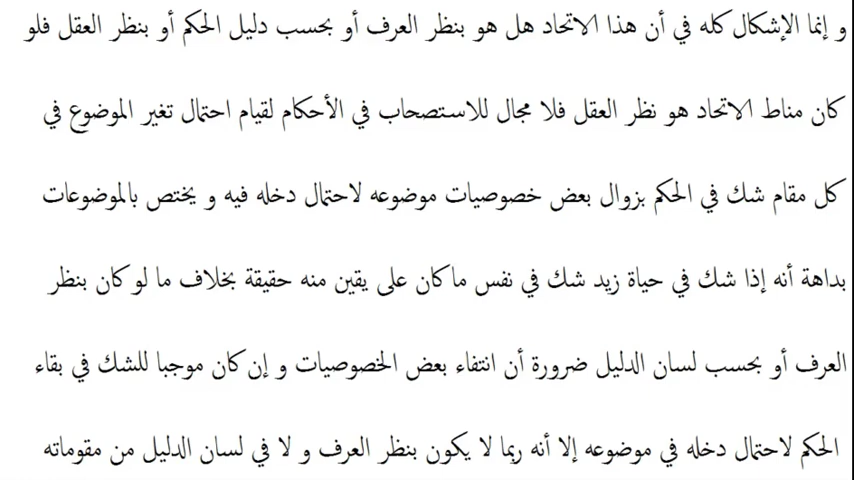 و إنما الإشكال كله في أن هذا الاتحاد هل هو بنظر العرف أو بحسب دليل الحكم أو بنظر العقل فلو
كان مناط الاتحاد هو نظر العقل فلا مجال للاستصحاب في الأحكام لقيام احتمال تغير الموضوع في
كل مقام شك في الحكم بزوال بعض خصوصيات موضوعه لاحتمال دخله فيه و يختص بالموضوعات
بداهة أنه إذا شك في حياة زيد شك في نفس ما كان على يقين منه حقيقة بخلاف ما لو كان بنظر
العرف أو بحسب لسان الدليل ضرورة أن انتفاء بعض الخصوصيات و إن كان موجبا للشك في بقاء
الحكم لاحتمال دخله في موضوعه إلا أنه ربما لا يكون بنظر العرف و لا في لسان الدليل من مقوماته